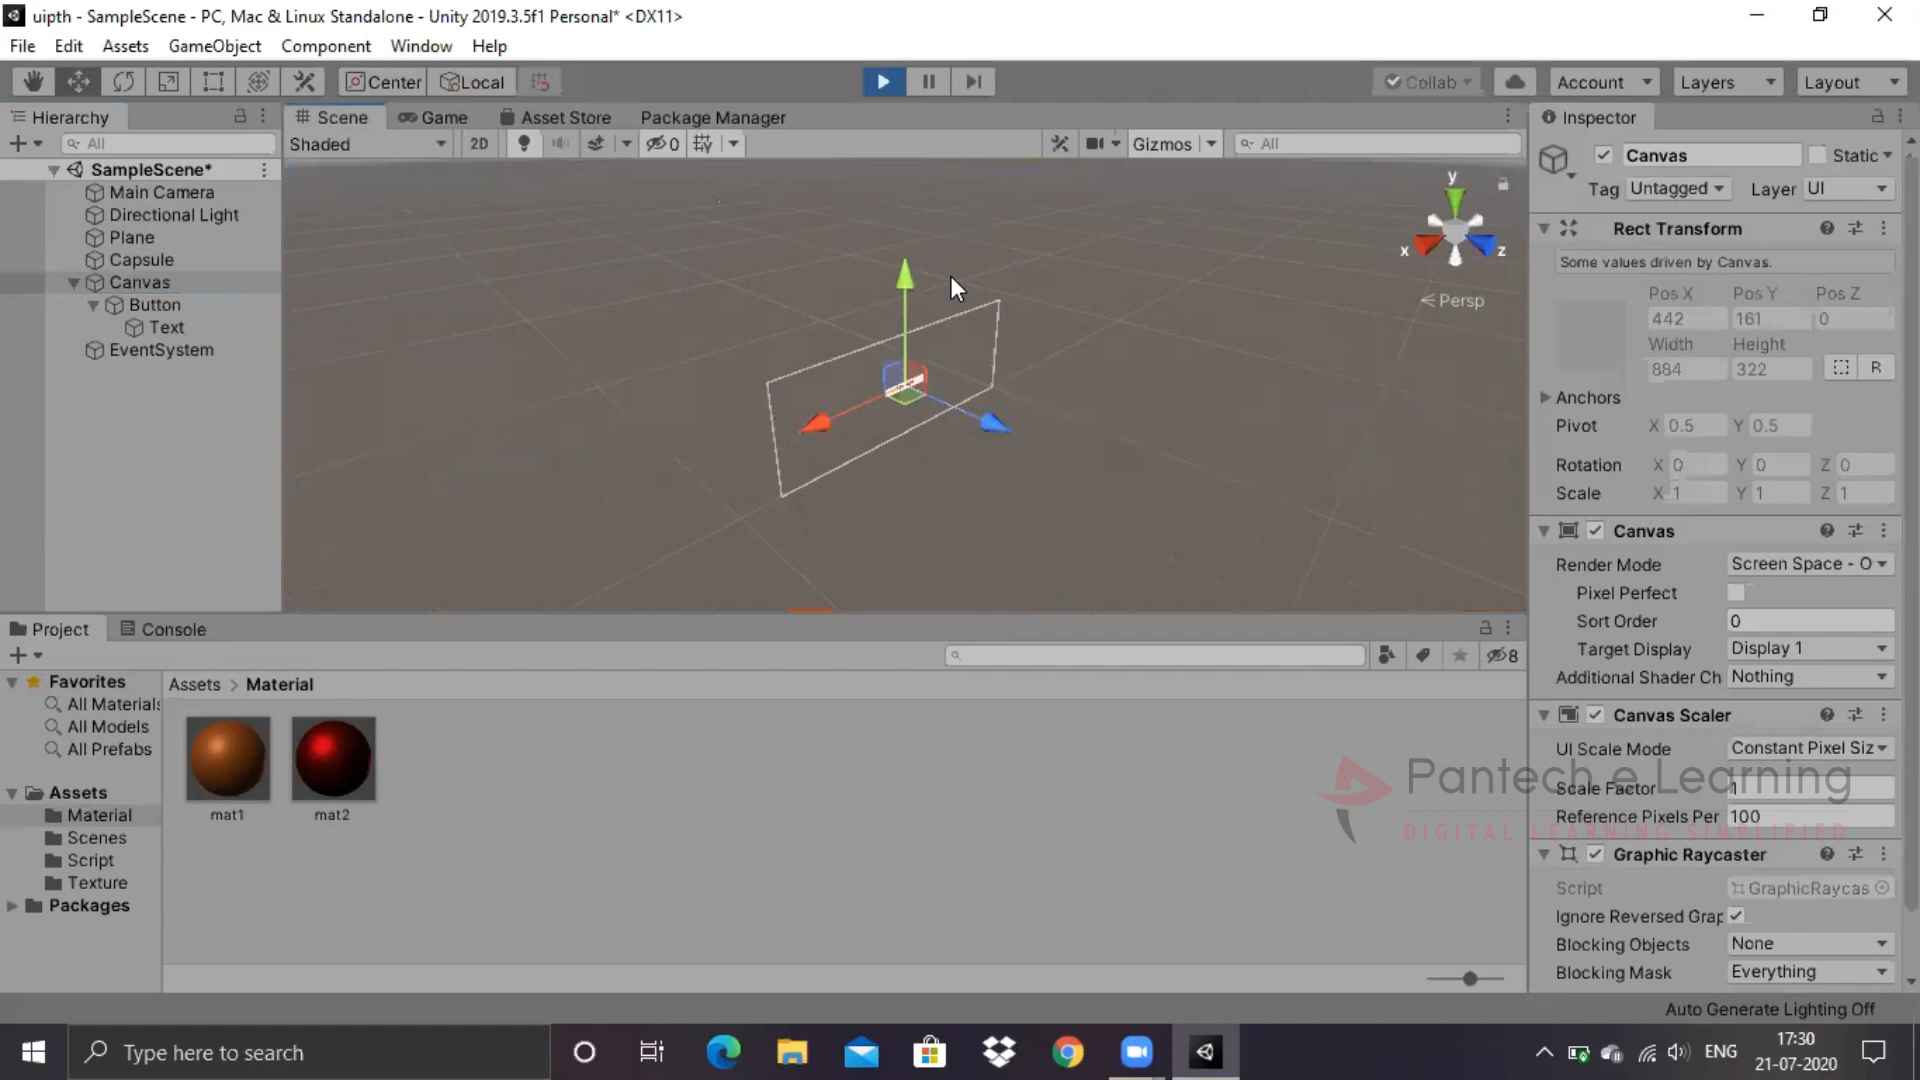 uipth - SampleScene - PC, Mac & Linux Standalone - Unity 2019.3.5f1 Personal* <DX11>
File Edit Assets GameObject Component Window Help
Center Local Collab Account Layers Layout
Hierarchy
All
SampleScene*
Main Camera
Directional Light
Plane
Capsule
Canvas
Button
Text
EventSystem
Scene Game Asset Store Package Manager
Shaded 2D 0 Gizmos All
y
x z
Persp
Inspector
Canvas Static
Tag Untagged Layer UI
Rect Transform
Some values driven by Canvas.
Pos X Pos Y Pos Z
442 161 0
Width Height
884 322 R
Anchors
Pivot X 0.5 Y 0.5
Rotation X 0 Y 0 Z 0
Scale X 1 Y 1 Z 1
Canvas
Render Mode Screen Space - O
Pixel Perfect
Sort Order 0
Target Display Display 1
Additional Shader Ch Nothing
Canvas Scaler
UI Scale Mode Constant Pixel Siz
Scale Factor 1
Reference Pixels Per 100
Graphic Raycaster
Script GraphicRaycas
Ignore Reversed Grap
Blocking Objects None
Blocking Mask Everything
Project Console
8
Favorites
All Materials
All Models
All Prefabs
Assets
Material
Scenes
Script
Texture
Packages
Assets > Material
mat1 mat2
Pantech e Learning
DIGITAL LEARNING SIMPLIFIED
Auto Generate Lighting Off
Type here to search
ENG
17:30
21-07-2020